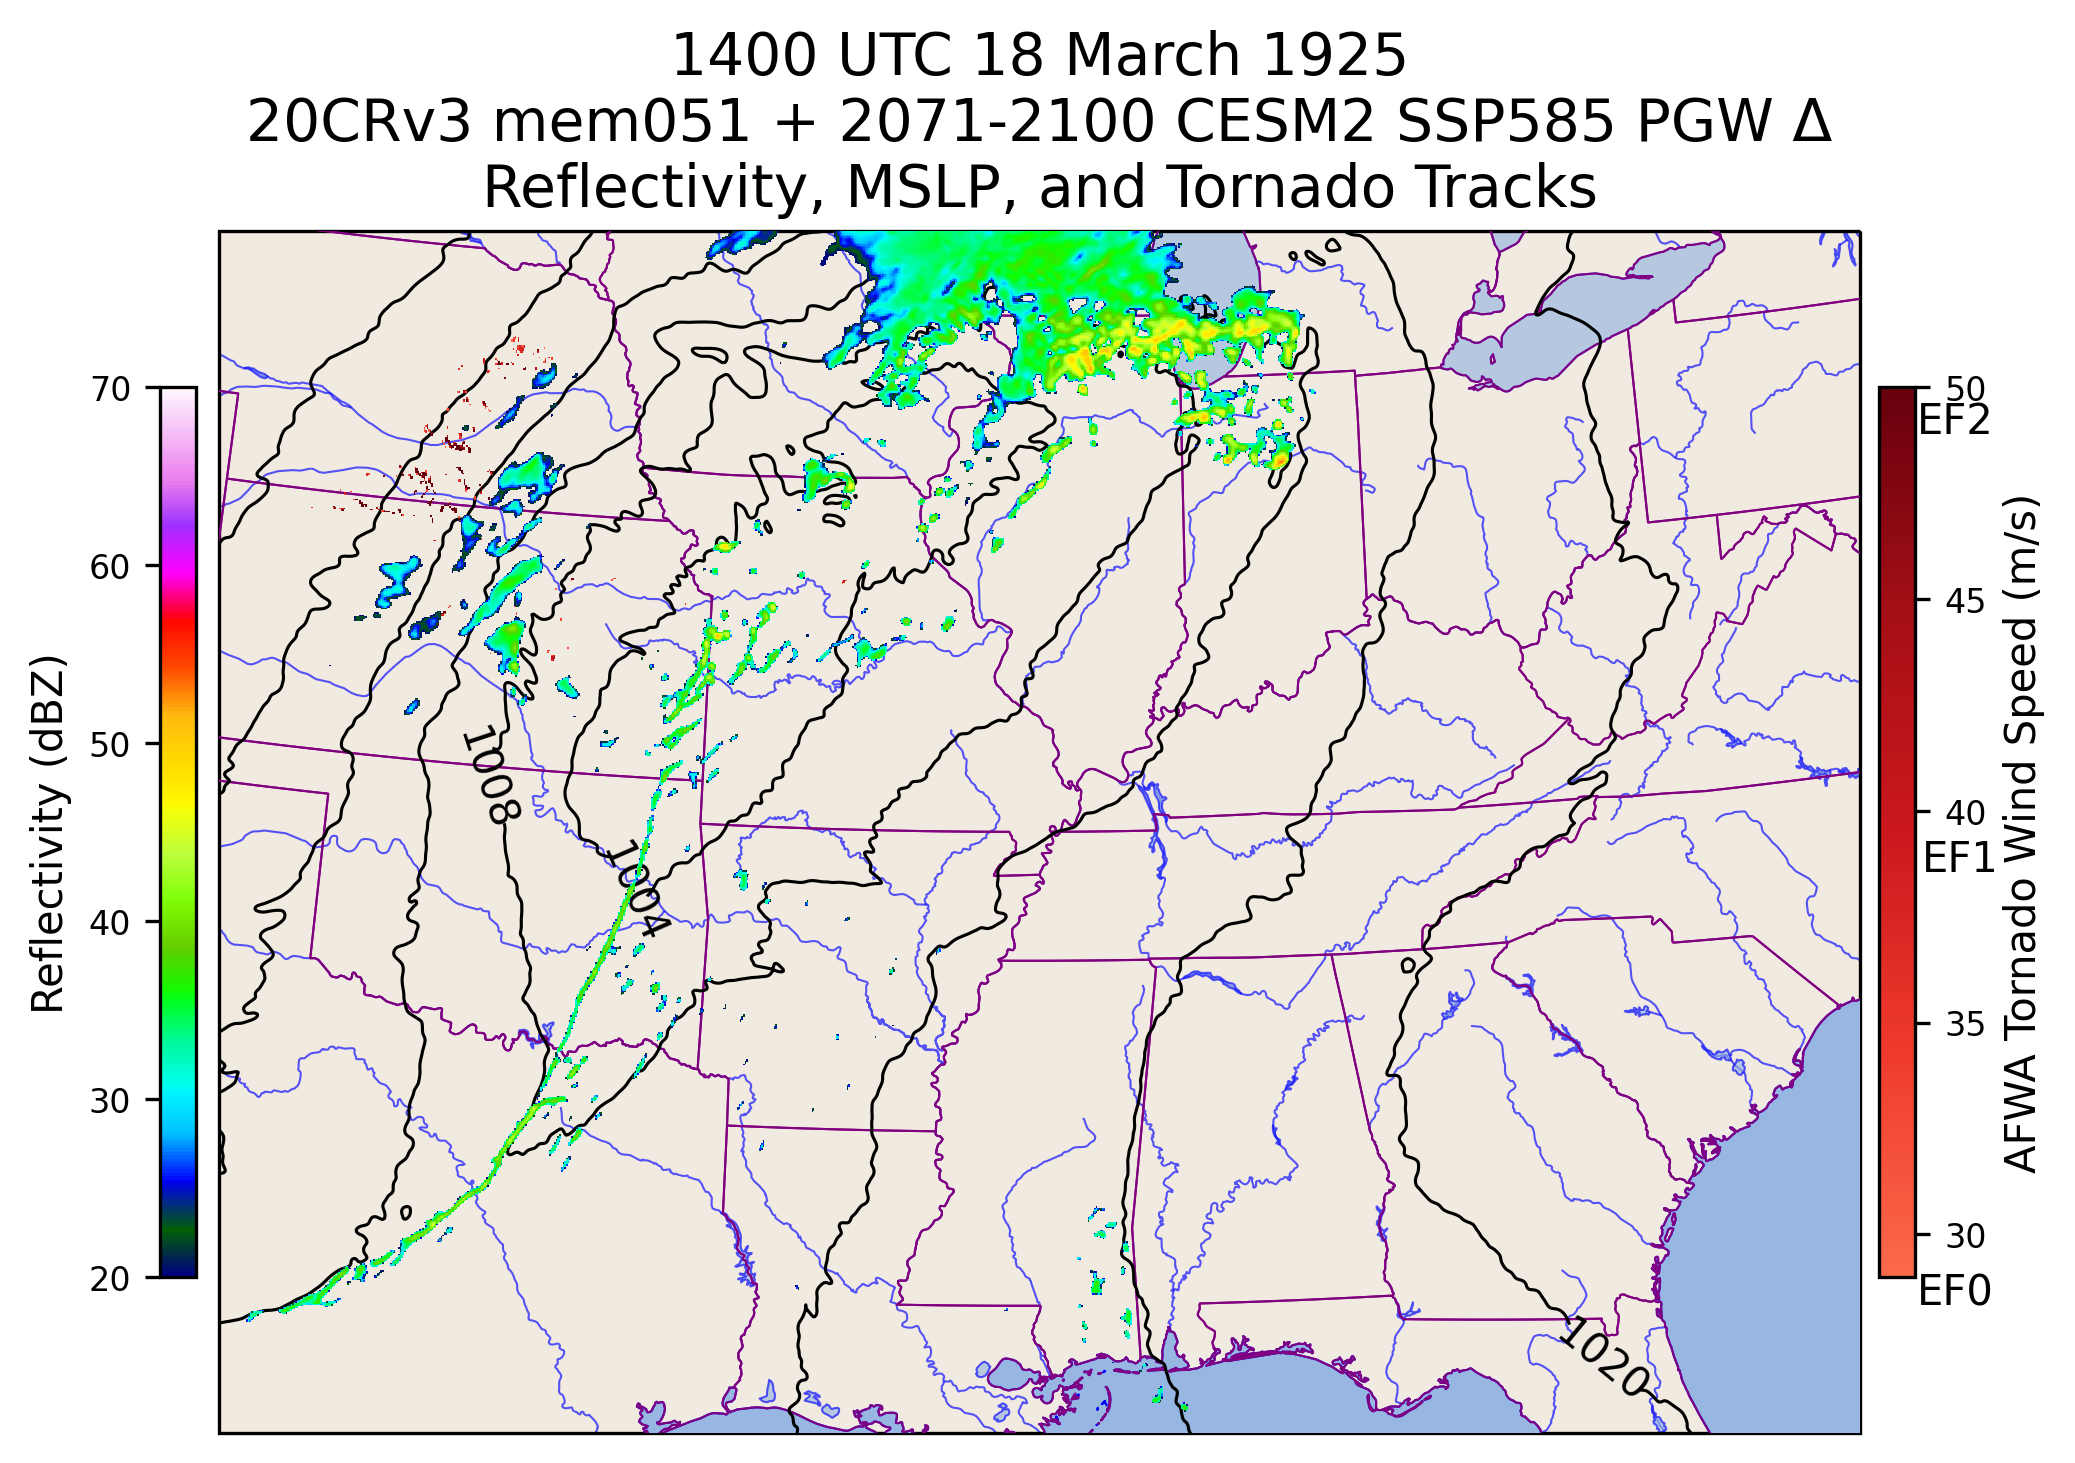 1400 UTC 18 March 1925
20CRv3 mem051 + 2071-2100 CESM2 SSP585 PGW Δ
Reflectivity, MSLP, and Tornado Tracks
70
60
50
40
30
20
Reflectivity (dBZ)
1008
1004
1020
50
EF2
45
40
EF1
35
30
EF0
AFWA Tornado Wind Speed (m/s)